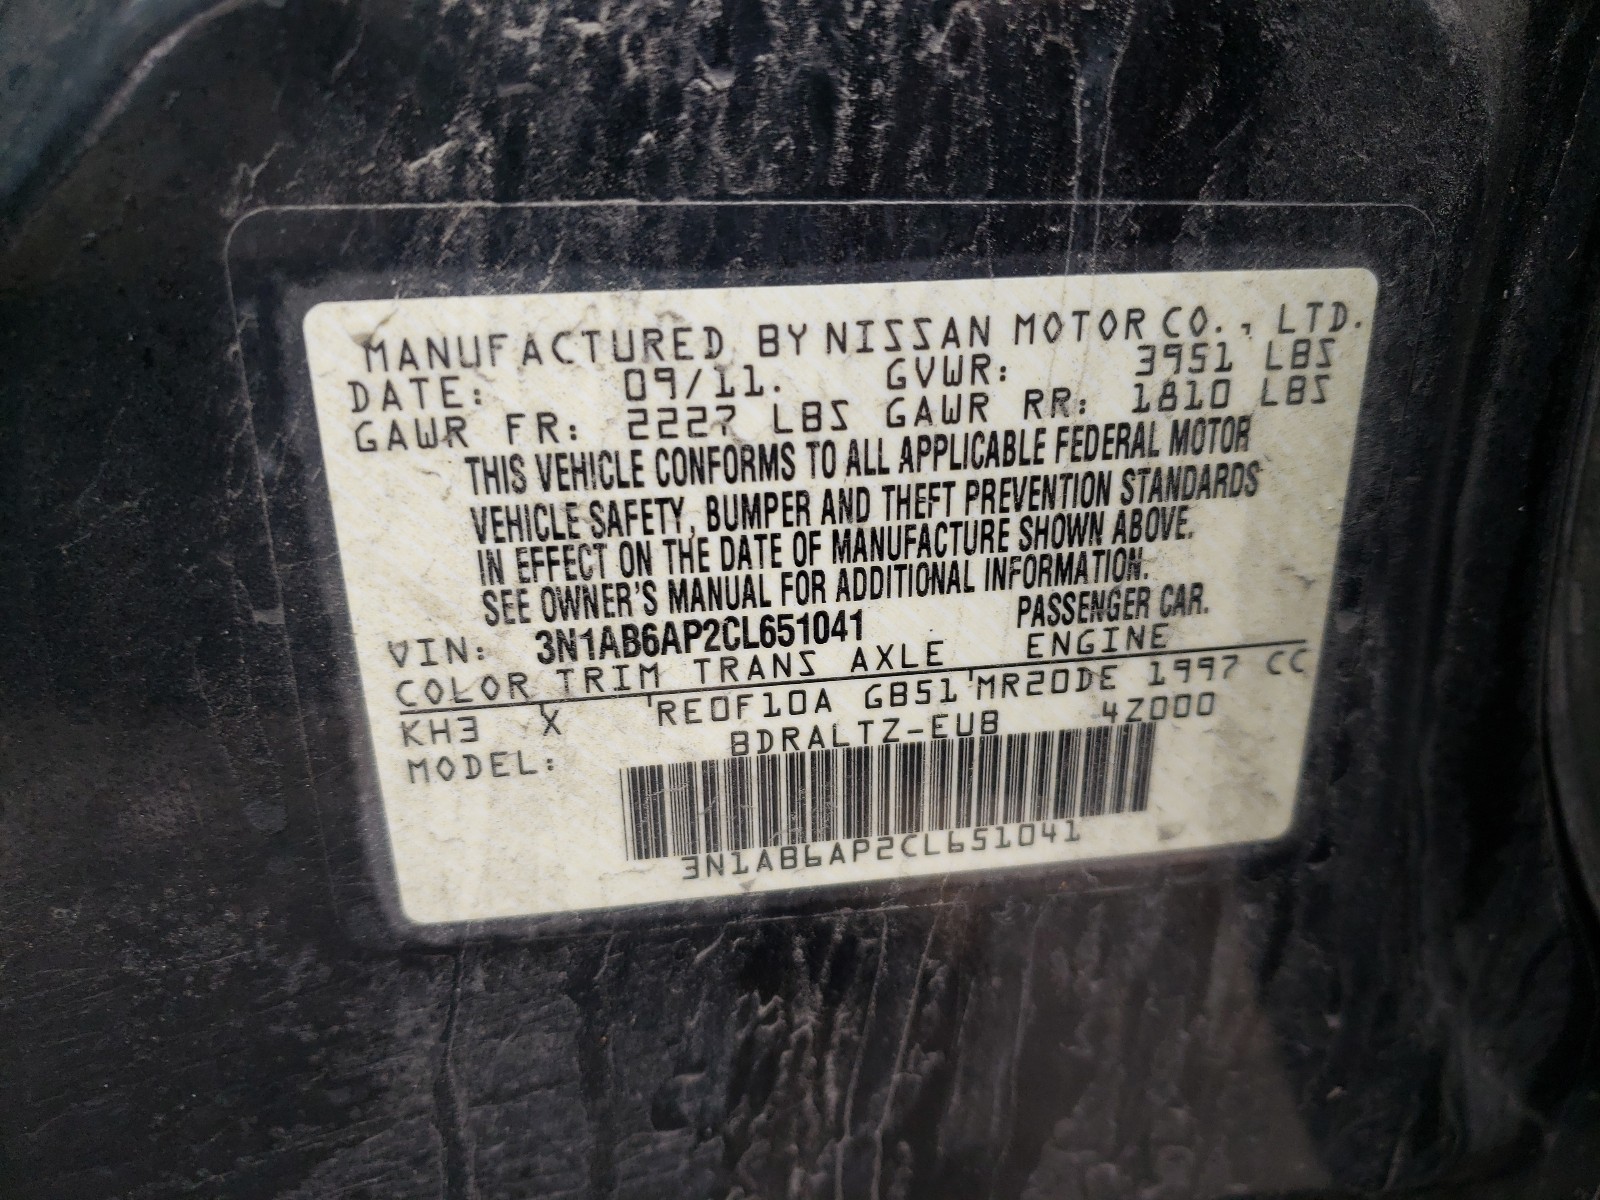 MANUFACTURED BY NISSAN MOTOR CO., LTD.
DATE: 09/11. GVWR: 3951 LBS
GAWR FR: 2227 LBS GAWR RR: 1810 LBS
THIS VEHICLE CONFORMS TO ALL APPLICABLE FEDERAL MOTOR
VEHICLE SAFETY, BUMPER AND THEFT PREVENTION STANDARDS
IN EFFECT ON THE DATE OF MANUFACTURE SHOWN ABOVE.
SEE OWNER'S MANUAL FOR ADDITIONAL INFORMATION.
VIN: 3N1AB6AP2CL651041 PASSENGER CAR.
COLOR TRIM TRANS AXLE ENGINE
KH3 X RE0F10A GB51 MR20DE 1997 CC
MODEL: BDRALTZ-EUB 4Z000
3N1AB6AP2CL651041